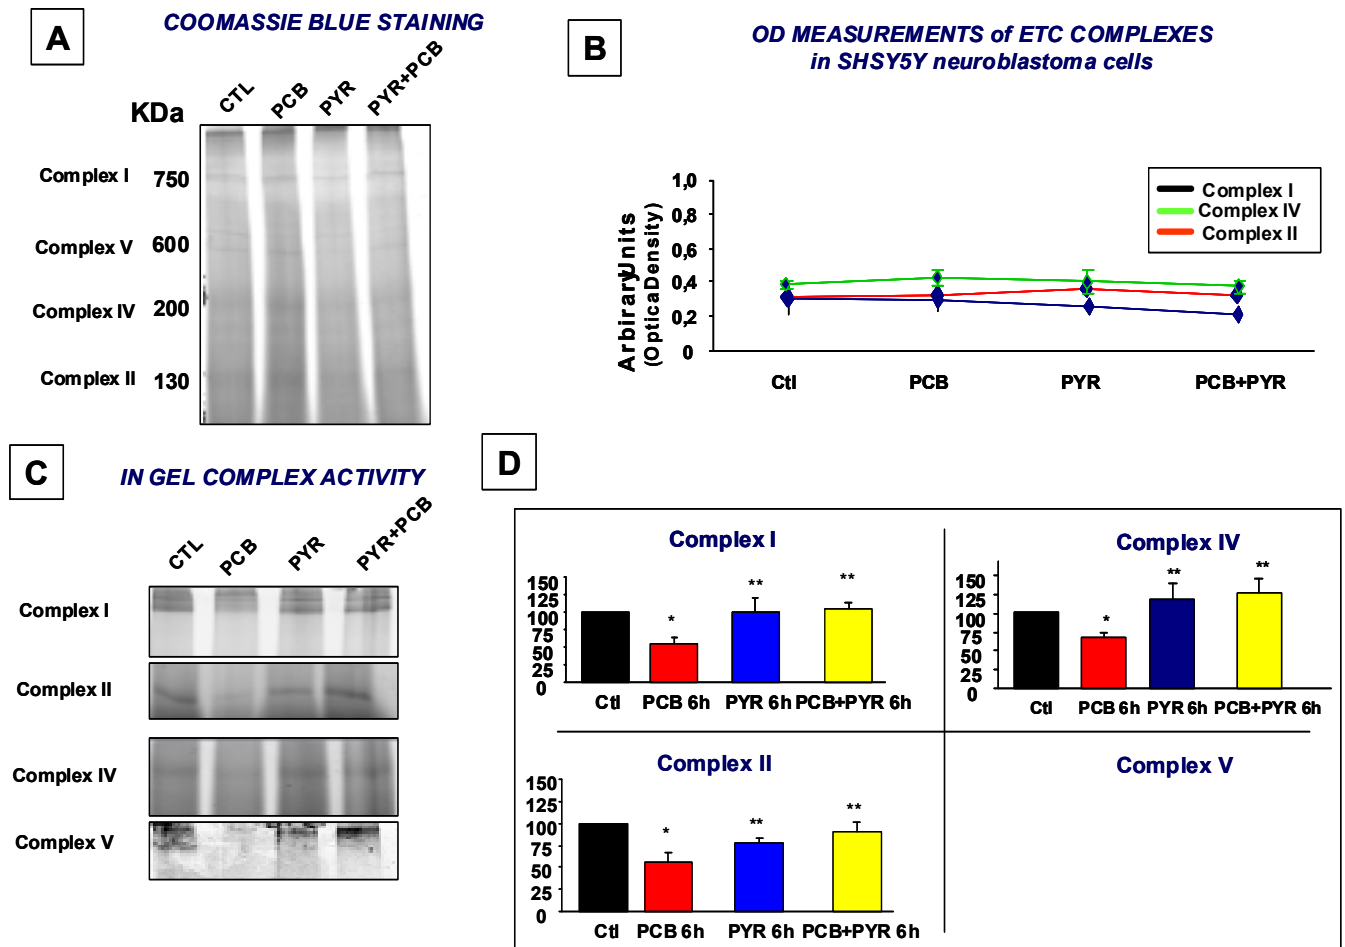 A
COOMASSIE BLUE STAINING
KDa
CTL
PCB
PYR
PYR+PCB
Complex I 750
Complex V 600
Complex IV 200
Complex II 130
B
OD MEASUREMENTS of ETC COMPLEXES
in SHSY5Y neuroblastoma cells
Arbirary Units
(OpticaDensity)
1,0
0,8
0,6
0,4
0,2
0
Complex I
Complex IV
Complex II
Ctl PCB PYR PCB+PYR
C
IN GEL COMPLEX ACTIVITY
CTL
PCB
PYR
PYR+PCB
Complex I
Complex II
Complex IV
Complex V
D
Complex I
150
125
100
75
50
25
0
*
**
**
Ctl PCB 6h PYR 6h PCB+PYR 6h
Complex IV
150
125
100
75
50
25
0
*
**
**
Ctl PCB 6h PYR 6h PCB+PYR 6h
Complex II
150
125
100
75
50
25
0
*
**
**
Ctl PCB 6h PYR 6h PCB+PYR 6h
Complex V